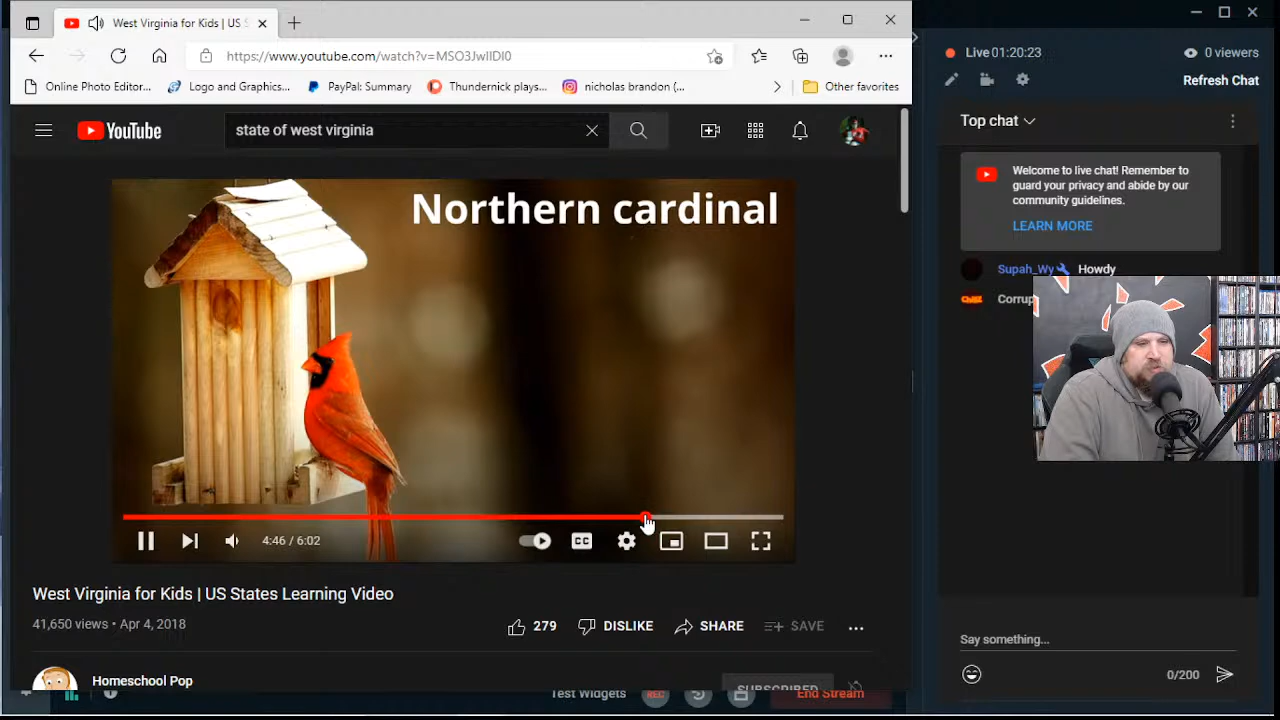 West Virginia for Kids | US S
https://www.youtube.com/watch?v=MSO3JwIlDI0
Online Photo Editor...
Logo and Graphics...
PayPal: Summary
Thundernick plays...
nicholas brandon (...
Other favorites
YouTube
state of west virginia
Northern cardinal
4:46 / 6:02
CC
West Virginia for Kids | US States Learning Video
41,650 views • Apr 4, 2018
279
DISLIKE
SHARE
SAVE
Homeschool Pop
SUBSCRIBED
Test Widgets
REC
End Stream
Live 01:20:23
0 viewers
Refresh Chat
Top chat
Welcome to live chat! Remember to
guard your privacy and abide by our
community guidelines.
LEARN MORE
Supah_Wy Howdy
Corrup
Say something...
0/200